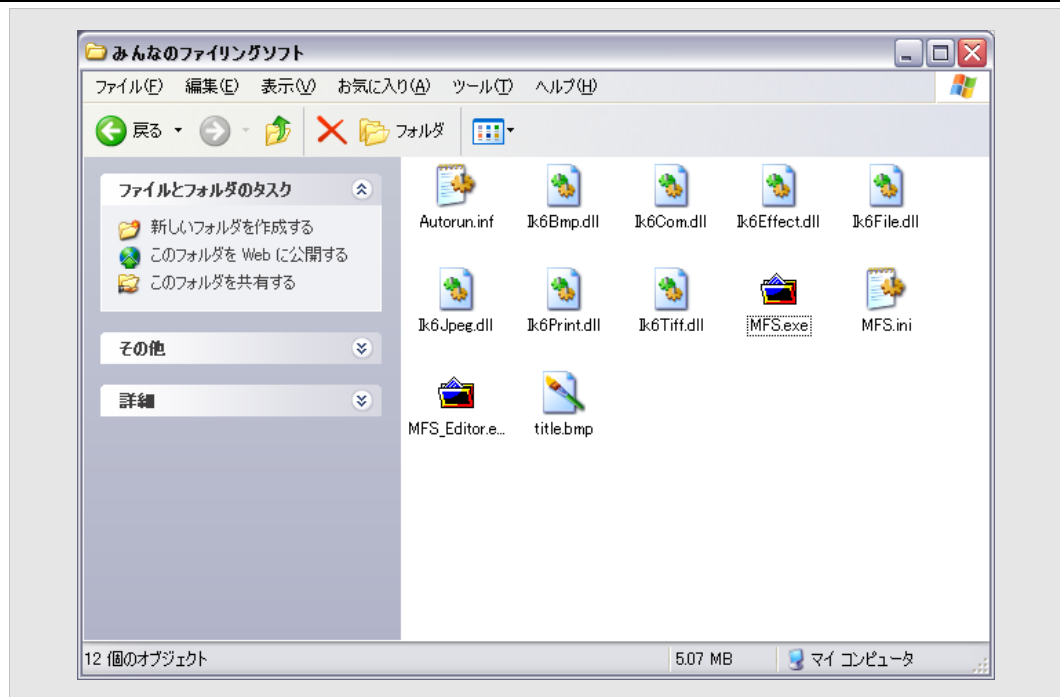 みんなのファイリングソフト
ファイル(F) 編集(E) 表示(V) お気に入り(A) ツール(T) ヘルプ(H)
戻る フォルダ
ファイルとフォルダのタスク
新しいフォルダを作成する
このフォルダを Web に公開する
このフォルダを共有する
その他
詳細
Autorun.inf Ik6Bmp.dll Ik6Com.dll Ik6Effect.dll Ik6File.dll
Ik6Jpeg.dll Ik6Print.dll Ik6Tiff.dll MFS.exe MFS.ini
MFS_Editor.e... title.bmp
12 個のオブジェクト 5.07 MB マイ コンピュータ